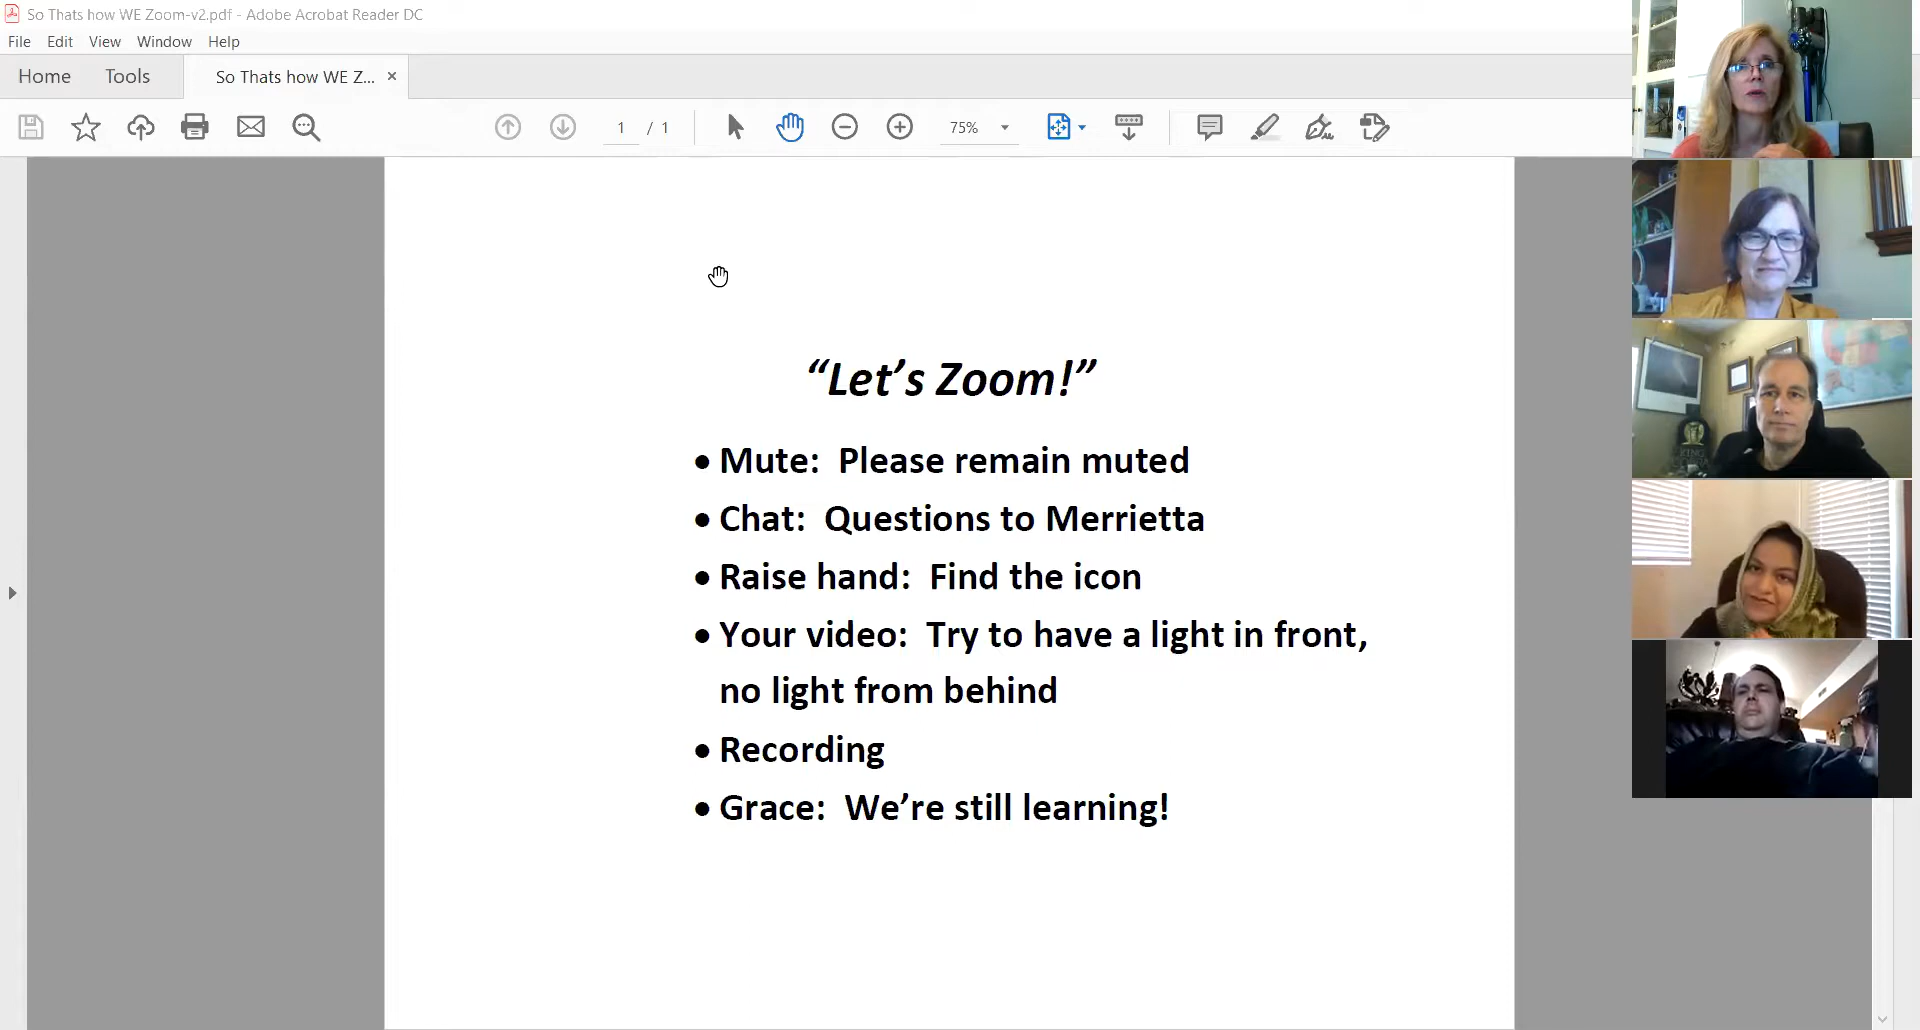 So Thats how WE Zoom-v2.pdf - Adobe Acrobat Reader DC
File Edit View Window Help
Home Tools So Thats how WE Z... ×
1 / 1 75%
“Let’s Zoom!”
• Mute: Please remain muted
• Chat: Questions to Merrietta
• Raise hand: Find the icon
• Your video: Try to have a light in front,
no light from behind
• Recording
• Grace: We’re still learning!